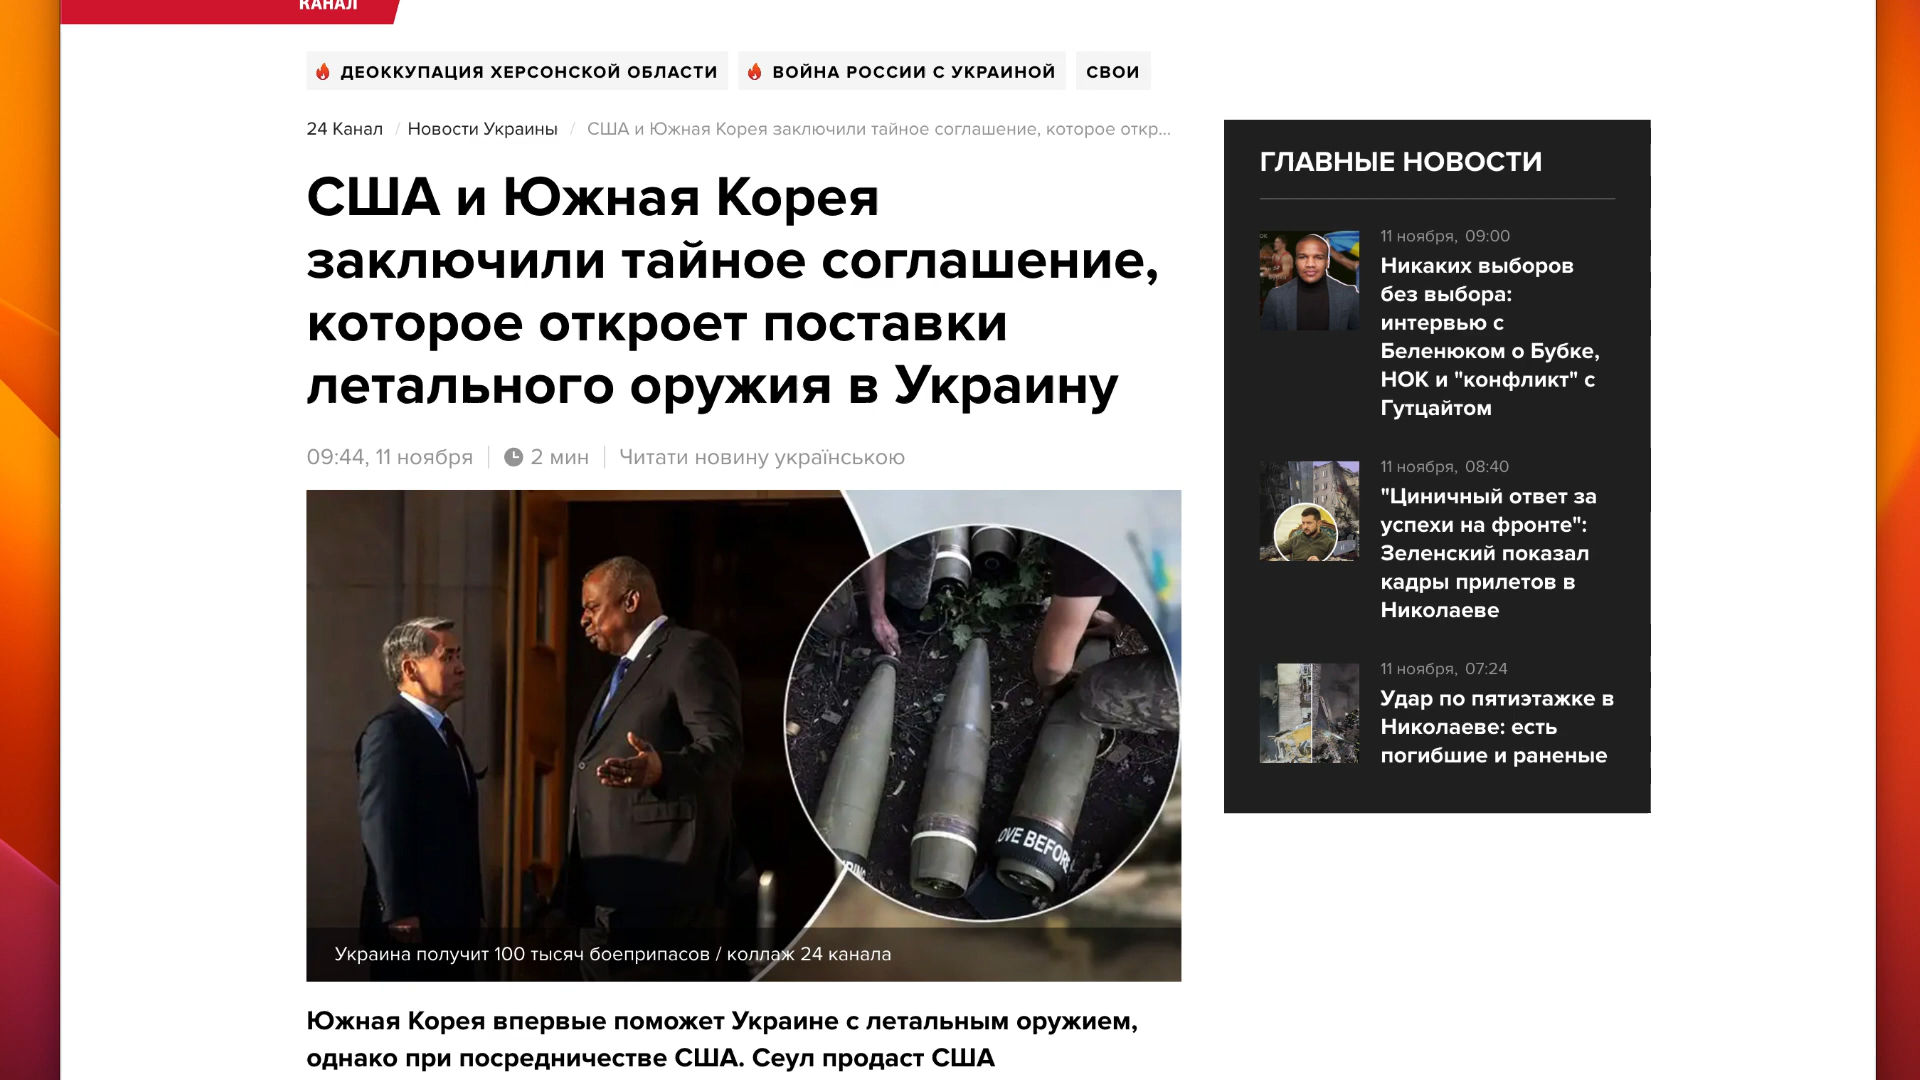 КАНАЛ
ДЕОККУПАЦИЯ ХЕРСОНСКОЙ ОБЛАСТИ
ВОЙНА РОССИИ С УКРАИНОЙ
СВОИ
24 Канал / Новости Украины / США и Южная Корея заключили тайное соглашение, которое откр...
США и Южная Корея
заключили тайное соглашение,
которое откроет поставки
летального оружия в Украину
09:44, 11 ноября
2 мин
Читати новину українською
OVE BEFOR
Украина получит 100 тысяч боеприпасов / коллаж 24 канала
Южная Корея впервые поможет Украине с летальным оружием,
однако при посредничестве США. Сеул продаст США
ГЛАВНЫЕ НОВОСТИ
11 ноября, 09:00
Никаких выборов
без выбора:
интервью с
Беленюком о Бубке,
НОК и "конфликт" с
Гутцайтом
11 ноября, 08:40
"Циничный ответ за
успехи на фронте":
Зеленский показал
кадры прилетов в
Николаеве
11 ноября, 07:24
Удар по пятиэтажке в
Николаеве: есть
погибшие и раненые